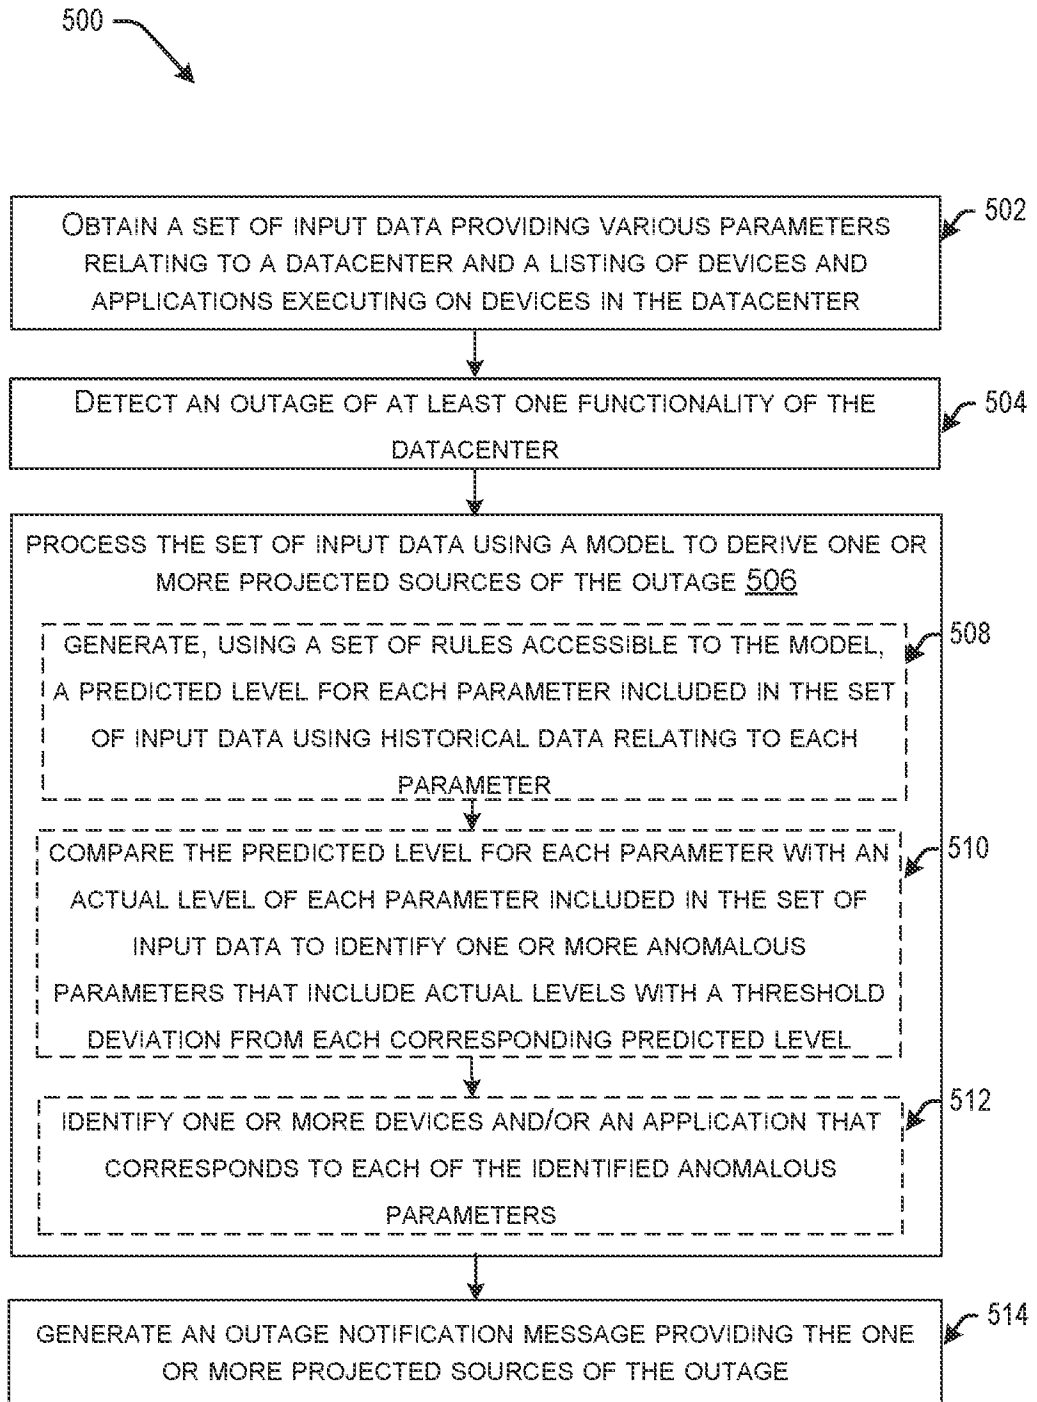 500
OBTAIN A SET OF INPUT DATA PROVIDING VARIOUS PARAMETERS
RELATING TO A DATACENTER AND A LISTING OF DEVICES AND
APPLICATIONS EXECUTING ON DEVICES IN THE DATACENTER
502
DETECT AN OUTAGE OF AT LEAST ONE FUNCTIONALITY OF THE
DATACENTER
504
PROCESS THE SET OF INPUT DATA USING A MODEL TO DERIVE ONE OR
MORE PROJECTED SOURCES OF THE OUTAGE 506
GENERATE, USING A SET OF RULES ACCESSIBLE TO THE MODEL,
A PREDICTED LEVEL FOR EACH PARAMETER INCLUDED IN THE SET
OF INPUT DATA USING HISTORICAL DATA RELATING TO EACH
PARAMETER
508
COMPARE THE PREDICTED LEVEL FOR EACH PARAMETER WITH AN
ACTUAL LEVEL OF EACH PARAMETER INCLUDED IN THE SET OF
INPUT DATA TO IDENTIFY ONE OR MORE ANOMALOUS
PARAMETERS THAT INCLUDE ACTUAL LEVELS WITH A THRESHOLD
DEVIATION FROM EACH CORRESPONDING PREDICTED LEVEL
510
IDENTIFY ONE OR MORE DEVICES AND/OR AN APPLICATION THAT
CORRESPONDS TO EACH OF THE IDENTIFIED ANOMALOUS
PARAMETERS
512
GENERATE AN OUTAGE NOTIFICATION MESSAGE PROVIDING THE ONE
OR MORE PROJECTED SOURCES OF THE OUTAGE
514